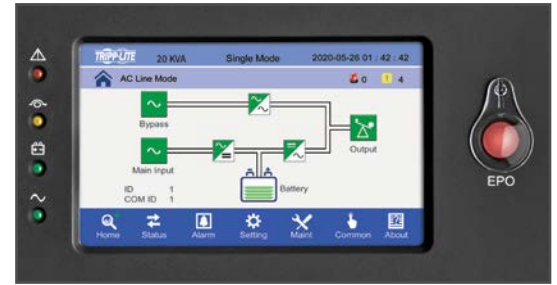 TRIPP-LITE 20 KVA Single Mode 2020-05-26 01 : 42 : 42
AC Line Mode 0 ! 4
Bypass
Output
Main Input
Battery
ID 1
COM ID 1
Home Status Alarm Setting Maint Common About
EPO